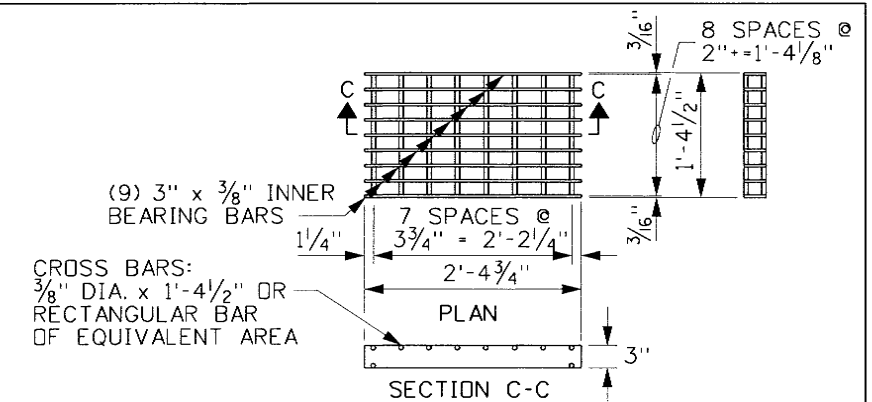 3/16"
8 SPACES @
2"+=1'-4 1/8"
C
C
1'-4 1/2"
(9) 3" x 3/8" INNER
BEARING BARS
7 SPACES @
3 3/4" = 2'-2 1/4"
1 1/4"
3/16"
2'-4 3/4"
CROSS BARS:
3/8" DIA. x 1'-4 1/2" OR
RECTANGULAR BAR
OF EQUIVALENT AREA
PLAN
3"
SECTION C-C